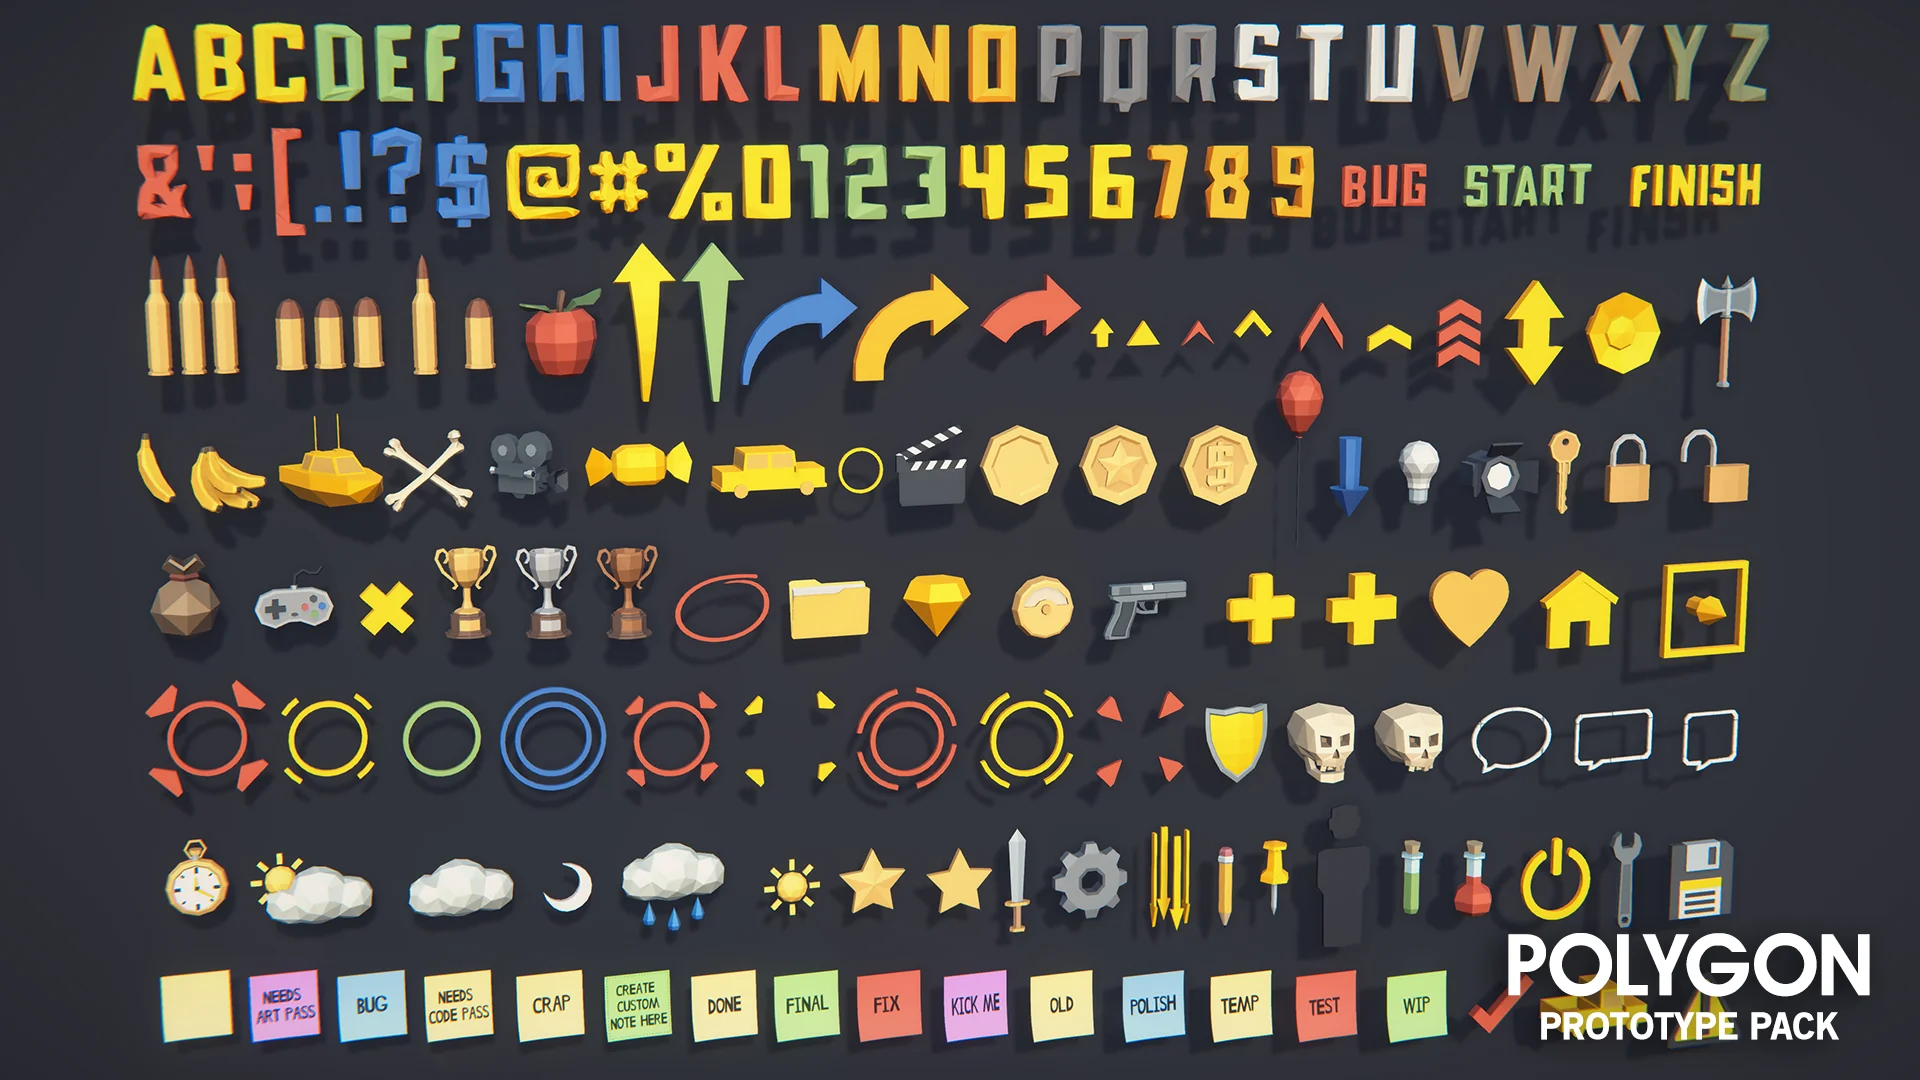 ABCDEFGHIJKLMNOPQRSTUVWXYZ
&':[.!?$@#%0123456789 BUG START FINISH
$
NEEDS
ART PASS
BUG
NEEDS
CODE PASS
CRAP
CREATE
CUSTOM
NOTE HERE
DONE
FINAL
FIX
KICK ME
OLD
POLISH
TEMP
TEST
WIP
POLYGON
PROTOTYPE PACK